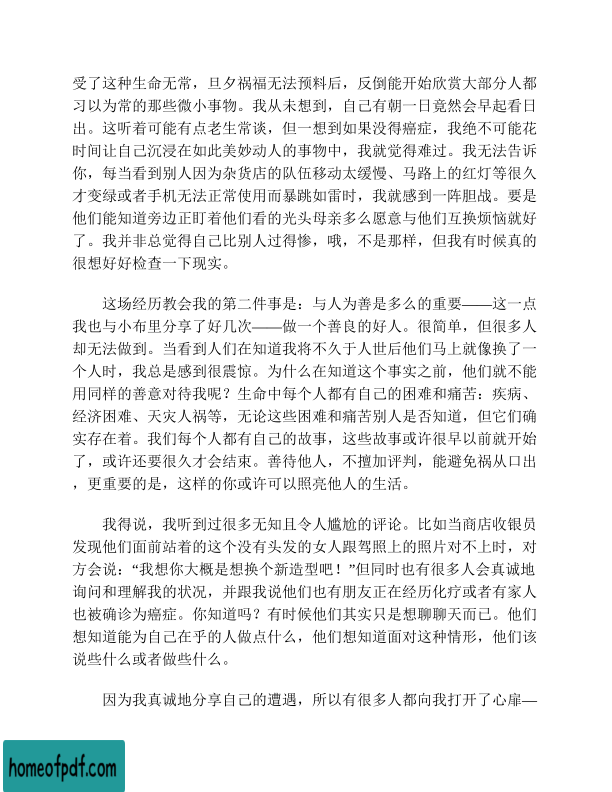 受了这种生命无常，旦夕祸福无法预料后，反倒能开始欣赏大部分人都
习以为常的那些微小事物。我从未想到，自己有朝一日竟然会早起看日
出。这听着可能有点老生常谈，但一想到如果没得癌症，我绝不可能花
时间让自己沉浸在如此美妙动人的事物中，我就觉得难过。我无法告诉
你，每当看到别人因为杂货店的队伍移动太缓慢、马路上的红灯等很久
才变绿或者手机无法正常使用而暴跳如雷时，我就感到一阵胆战。要是
他们能知道旁边正盯着他们看的光头母亲多么愿意与他们互换烦恼就好
了。我并非总觉得自己比别人过得惨，哦，不是那样，但我有时候真的
很想好好检查一下现实。
这场经历教会我的第二件事是：与人为善是多么的重要——这一点
我也与小布里分享了好几次——做一个善良的好人。很简单，但很多人
却无法做到。当看到人们在知道我将不久于人世后他们马上就像换了一
个人时，我总是感到很震惊。为什么在知道这个事实之前，他们就不能
用同样的善意对待我呢？生命中每个人都有自己的困难和痛苦：疾病、
经济困难、天灾人祸等，无论这些困难和痛苦别人是否知道，但它们确
实存在着。我们每个人都有自己的故事，这些故事或许很早以前就开始
了，或许还要很久才会结束。善待他人，不擅加评判，能避免祸从口出
，更重要的是，这样的你或许可以照亮他人的生活。
我得说，我听到过很多无知且令人尴尬的评论。比如当商店收银员
发现他们面前站着的这个没有头发的女人跟驾照上的照片对不上时，对
方会说：“我想你大概是想换个新造型吧！”但同时也有很多人会真诚地
询问和理解我的状况，并跟我说他们也有朋友正在经历化疗或者有家人
也被确诊为癌症。你知道吗？有时候他们其实只是想聊聊天而已。他们
想知道能为自己在乎的人做点什么，他们想知道面对这种情形，他们该
说些什么或者做些什么。
因为我真诚地分享自己的遭遇，所以有很多人都向我打开了心扉—
homeofpdf.com